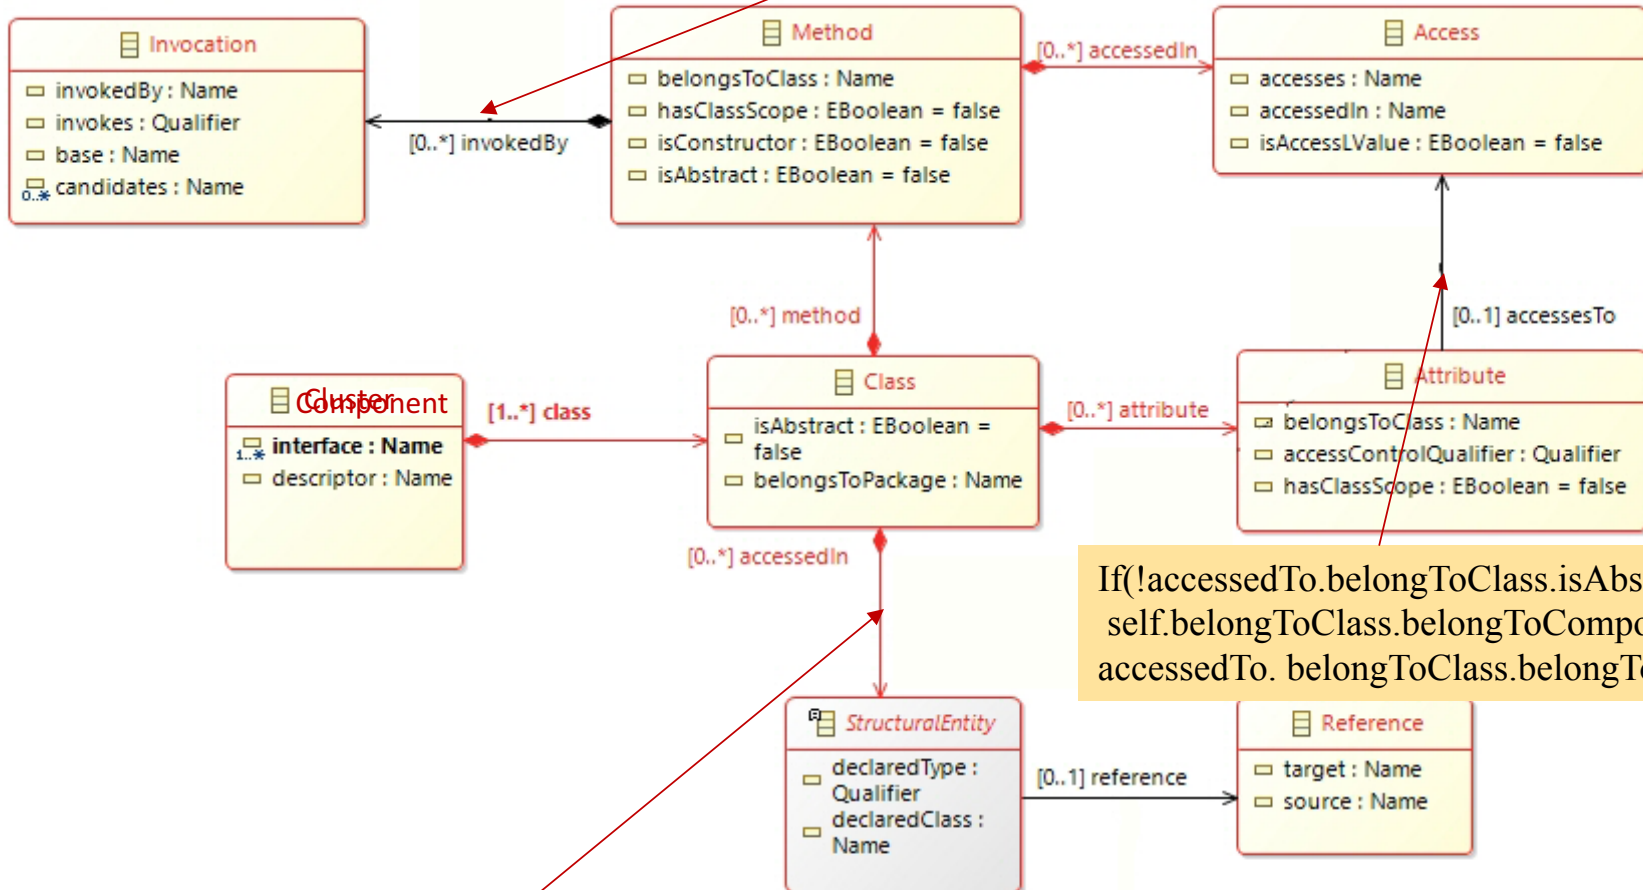 Invocation
invokedBy : Name
invokes : Qualifier
base : Name
0..* candidates : Name
[0..*] invokedBy
Method
belongsToClass : Name
hasClassScope : EBoolean = false
isConstructor : EBoolean = false
isAbstract : EBoolean = false
[0..*] accessedIn
Access
accesses : Name
accessedIn : Name
isAccessLValue : EBoolean = false
[0..*] method
[0..1] accessesTo
Cluster
Component
1..* interface : Name
descriptor : Name
[1..*] class
Class
isAbstract : EBoolean =
false
belongsToPackage : Name
[0..*] attribute
Attribute
belongsToClass : Name
accessControlQualifier : Qualifier
hasClassScope : EBoolean = false
[0..*] accessedIn
If(!accessedTo.belongToClass.isAbs
self.belongToClass.belongToCompo
accessedTo. belongToClass.belongTo
StructuralEntity
declaredType :
Qualifier
declaredClass :
Name
[0..1] reference
Reference
target : Name
source : Name